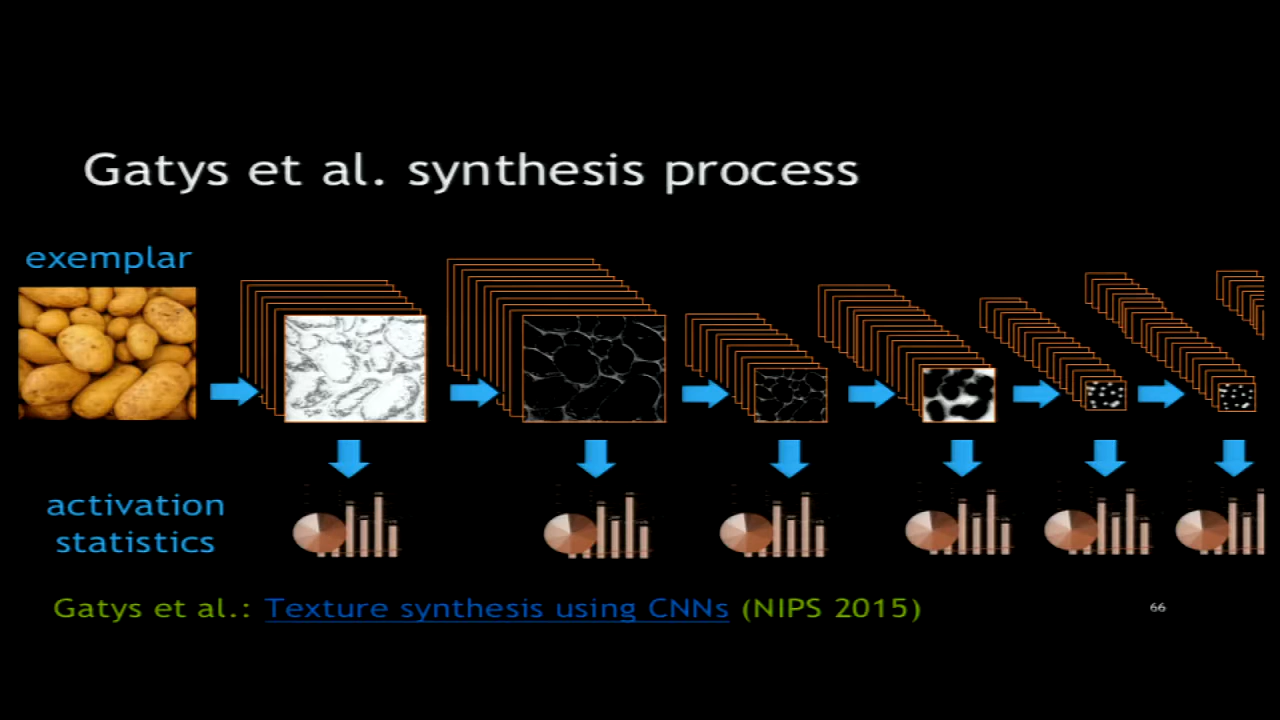 Gatys et al. synthesis process
exemplar
activation
statistics
Gatys et al.: Texture synthesis using CNNs (NIPS 2015)
66